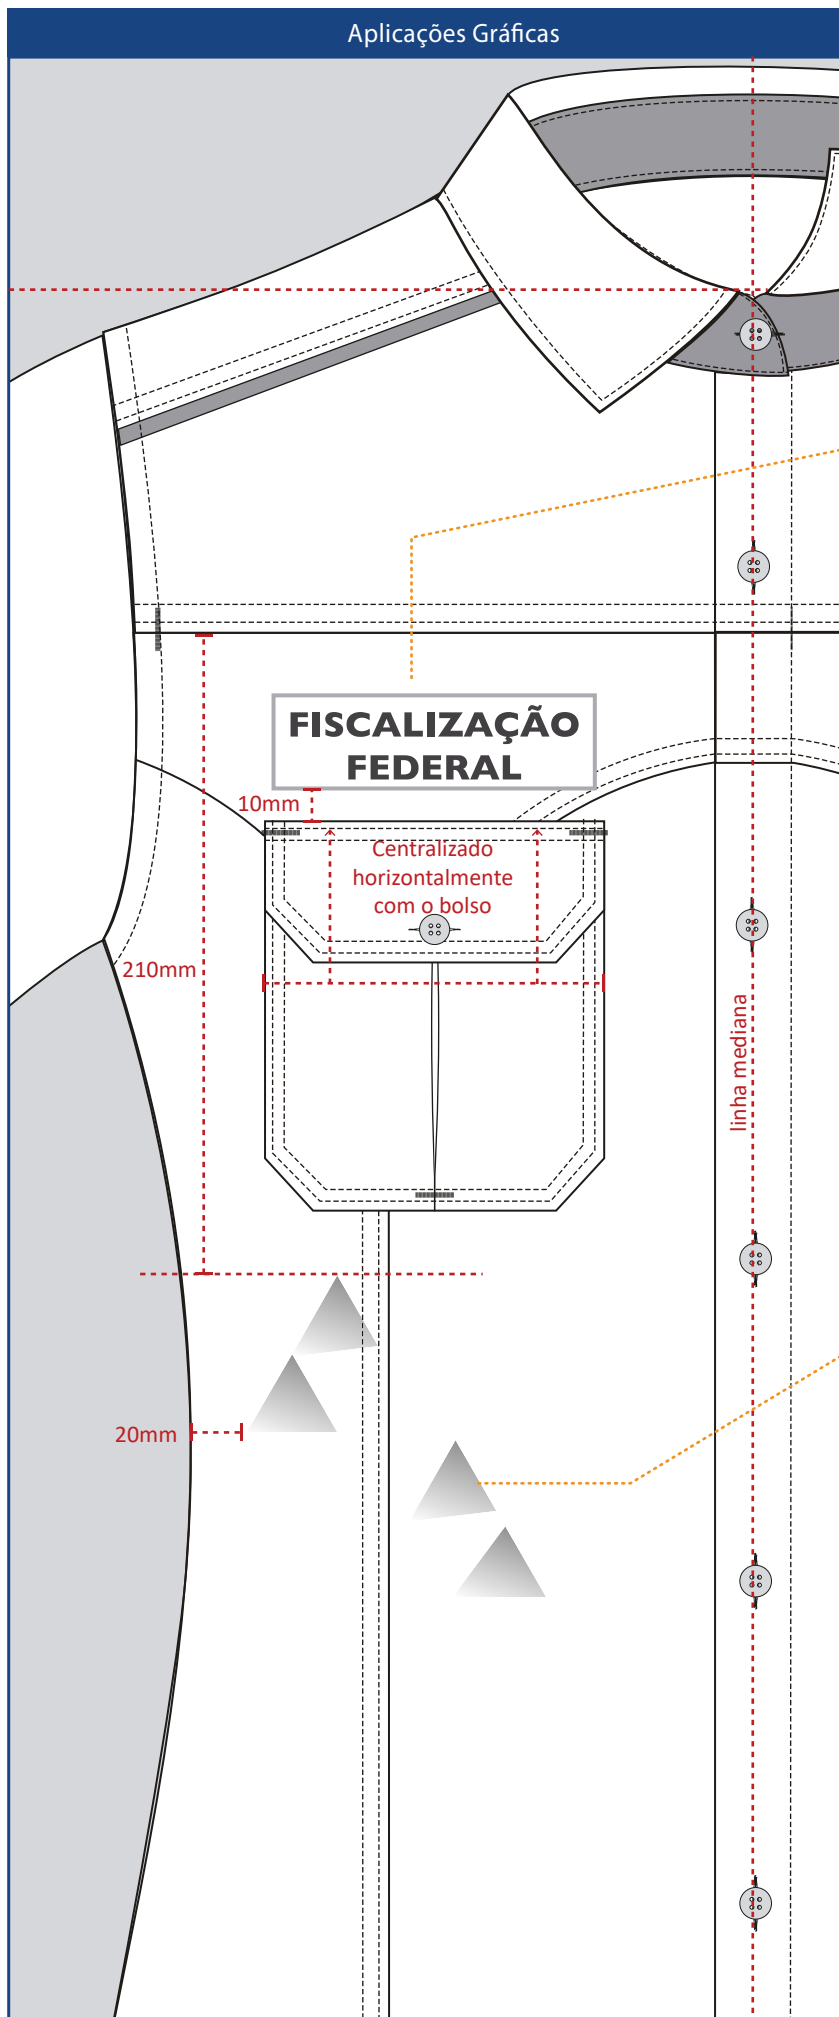 Aplicações Gráficas
FISCALIZAÇÃO
FEDERAL
10mm
Centralizado
horizontalmente
com o bolso
210mm
linha mediana
20mm